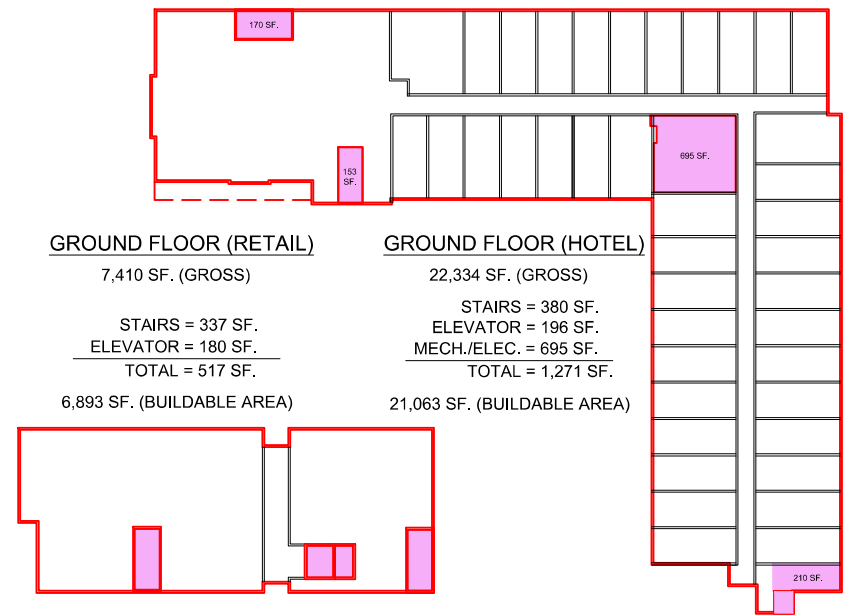 170 SF.
695 SF.
153
SF.
GROUND FLOOR (RETAIL)
7,410 SF. (GROSS)
STAIRS = 337 SF.
ELEVATOR = 180 SF.
TOTAL = 517 SF.
6,893 SF. (BUILDABLE AREA)
GROUND FLOOR (HOTEL)
22,334 SF. (GROSS)
STAIRS = 380 SF.
ELEVATOR = 196 SF.
MECH./ELEC. = 695 SF.
TOTAL = 1,271 SF.
21,063 SF. (BUILDABLE AREA)
210 SF.